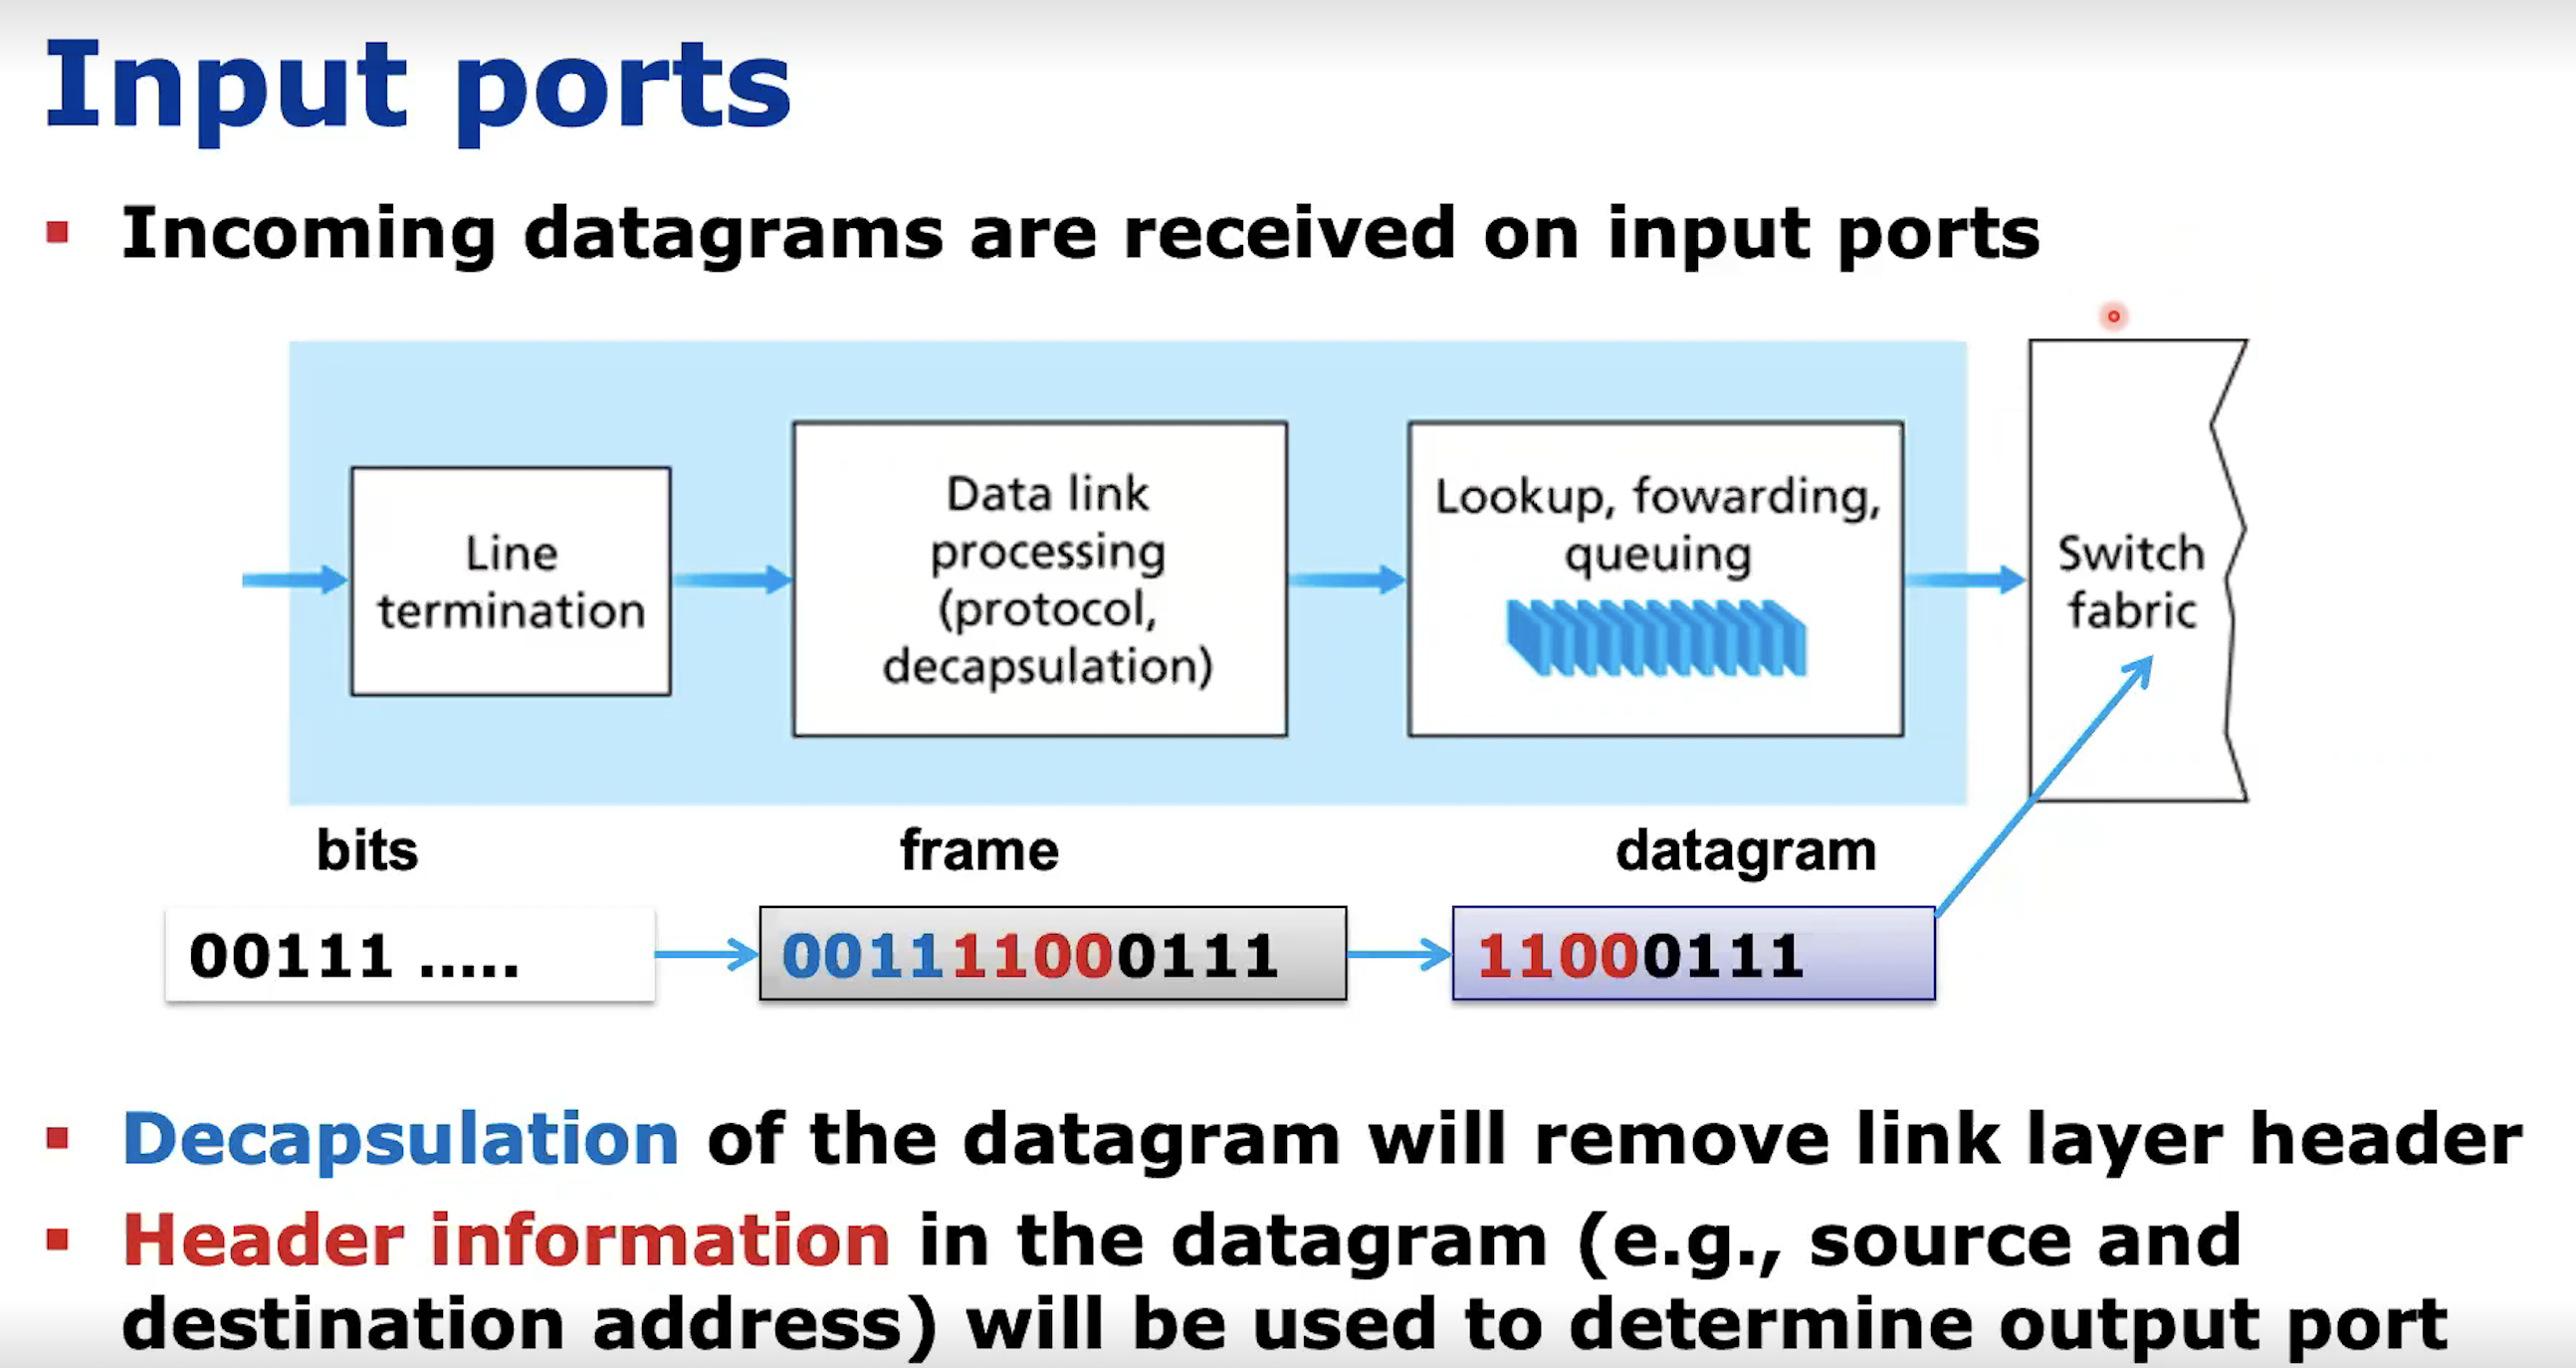 Input ports
Incoming datagrams are received on input ports
Line
termination
Data link
processing
(protocol,
decapsulation)
Lookup, fowarding,
queuing
Switch
fabric
bits
frame
datagram
00111 .....
0011111000111
11000111
Decapsulation of the datagram will remove link layer header
Header information in the datagram (e.g., source and
destination address) will be used to determine output port